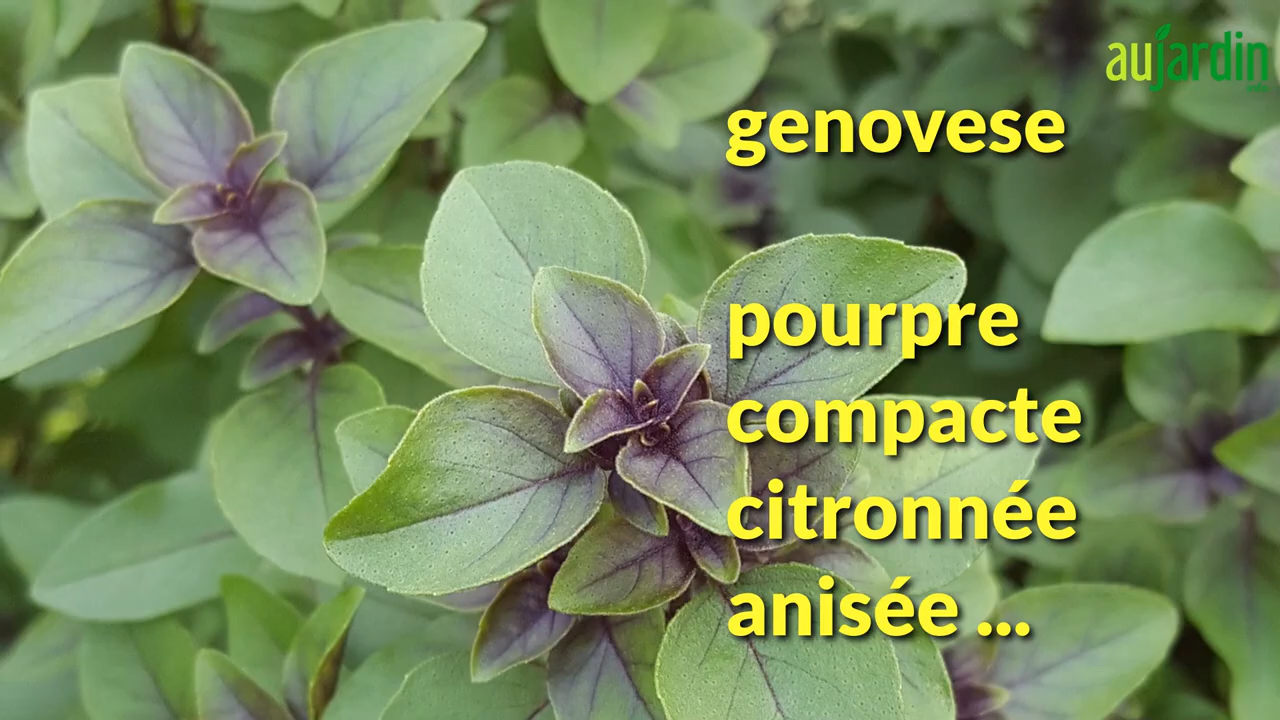 aujardin
genovese
pourpre
compacte
citronnée
anisée ...